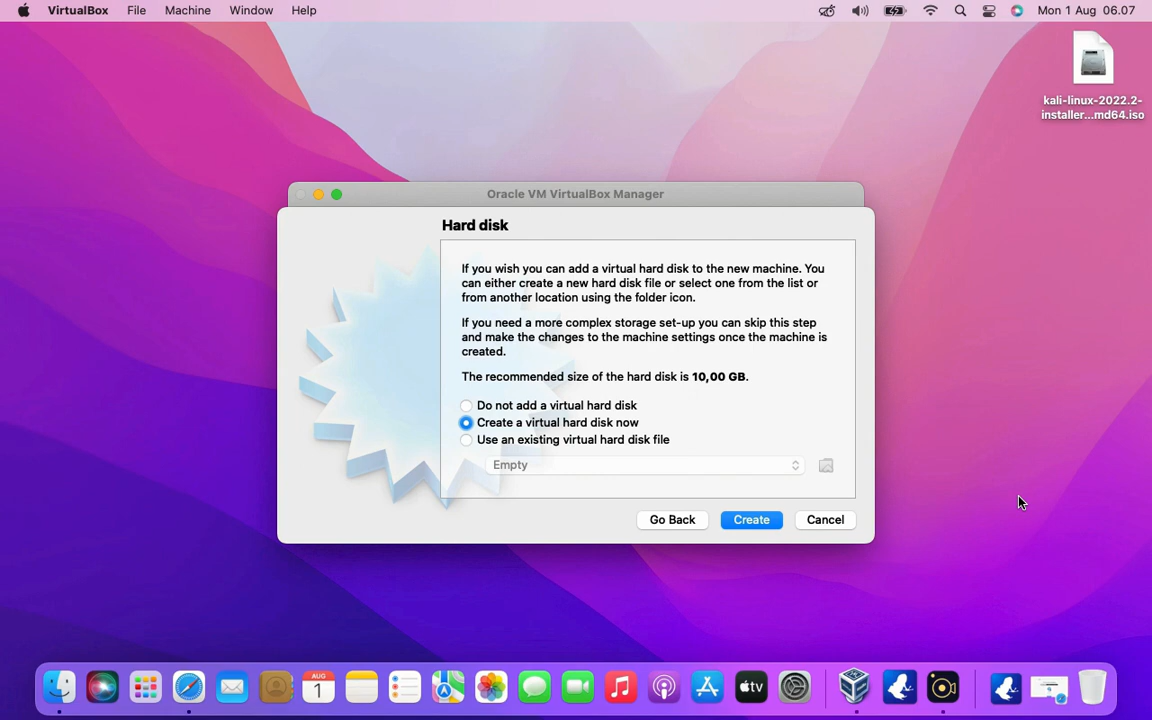 VirtualBox File Machine Window Help Mon 1 Aug 06.07
kali-linux-2022.2-
installer...md64.iso
Oracle VM VirtualBox Manager
Hard disk
If you wish you can add a virtual hard disk to the new machine. You
can either create a new hard disk file or select one from the list or
from another location using the folder icon.
If you need a more complex storage set-up you can skip this step
and make the changes to the machine settings once the machine is
created.
The recommended size of the hard disk is 10,00 GB.
Do not add a virtual hard disk
Create a virtual hard disk now
Use an existing virtual hard disk file
Empty
Go Back Create Cancel
AUG
1
tv